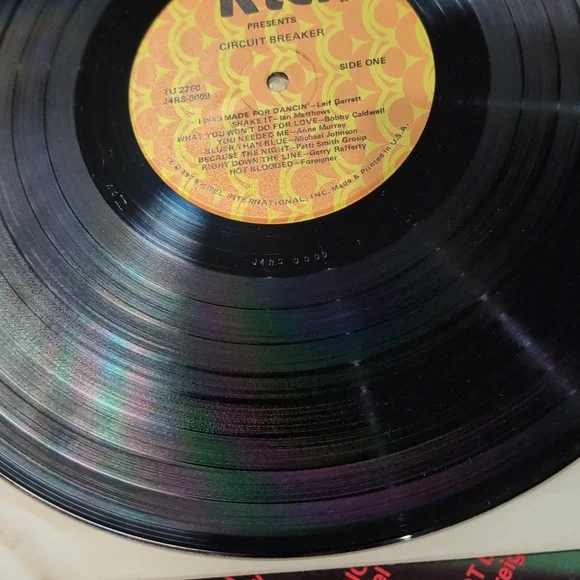 PRESENTS
CIRCUIT BREAKER
SIDE ONE
TU 2760
J4RS-0009
I WAS MADE FOR DANCIN'—Leif Garrett
SHAKE IT—Ian Matthews
WHAT YOU WON'T DO FOR LOVE—Bobby Caldwell
YOU NEEDED ME—Anne Murray
BLUER THAN BLUE—Michael Johnson
BECAUSE THE NIGHT—Patti Smith Group
RIGHT DOWN THE LINE—Gerry Rafferty
HOT BLOODED—Foreigner
INTERNATIONAL, INC. Made & Printed in U.S.A.